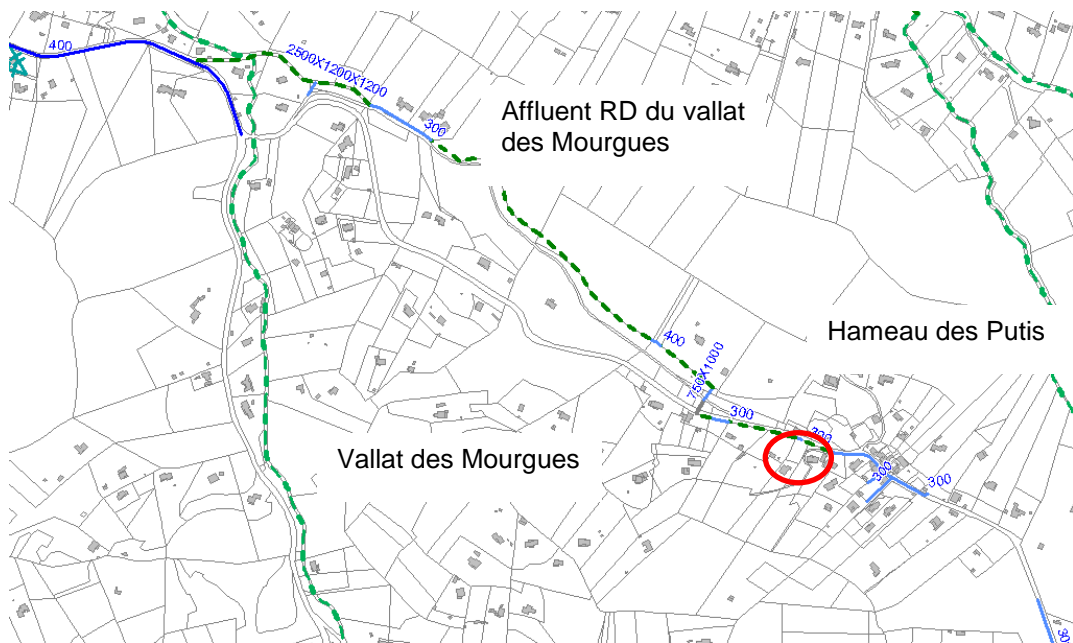 400
2500X1200X1200
300
Affluent RD du vallat
des Mourgues
Hameau des Putis
400
750X1000
300
300
Vallat des Mourgues
300
300